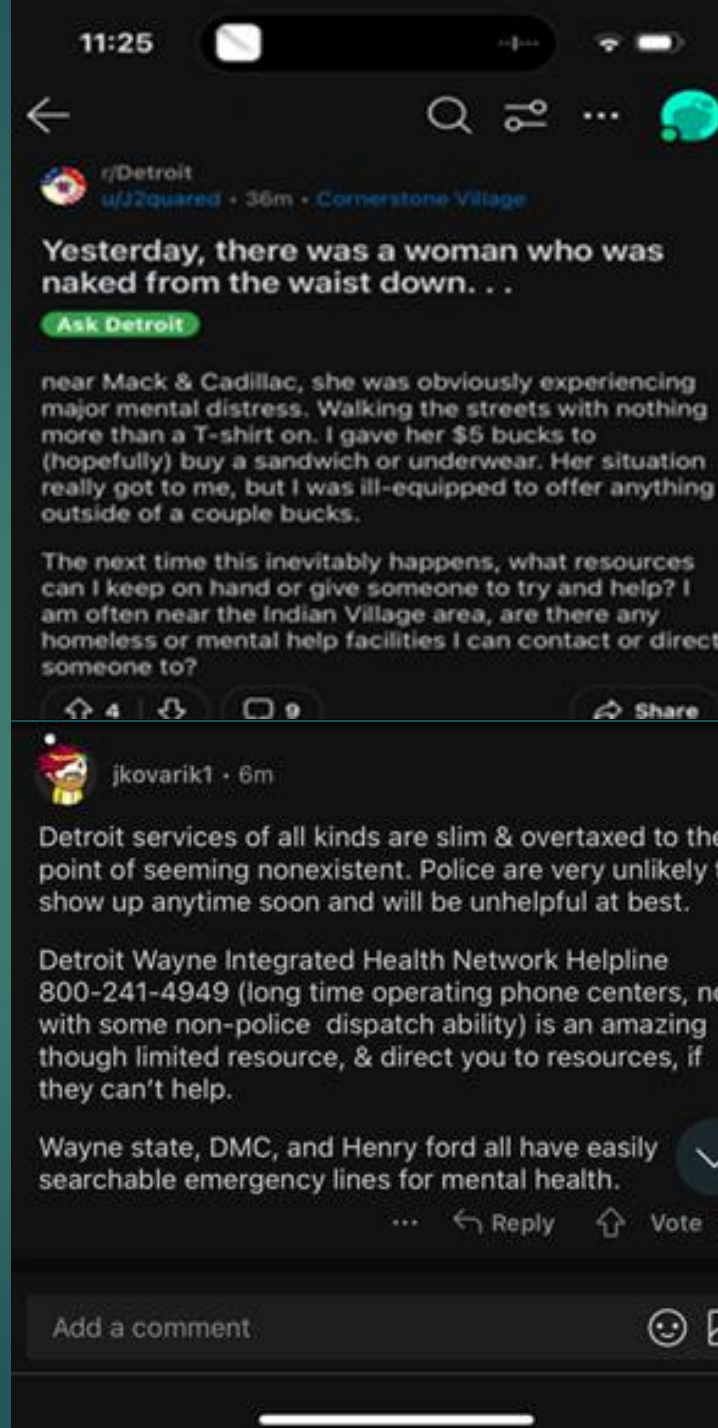 11:25
r/Detroit
u/J2quared • 36m • Cornerstone Village
Yesterday, there was a woman who was
naked from the waist down. . .
Ask Detroit
near Mack & Cadillac, she was obviously experiencing
major mental distress. Walking the streets with nothing
more than a T-shirt on. I gave her $5 bucks to
(hopefully) buy a sandwich or underwear. Her situation
really got to me, but I was ill-equipped to offer anything
outside of a couple bucks.
The next time this inevitably happens, what resources
can I keep on hand or give someone to try and help? I
am often near the Indian Village area, are there any
homeless or mental help facilities I can contact or direct
someone to?
4 9 Share
jkovarik1 • 6m
Detroit services of all kinds are slim & overtaxed to the
point of seeming nonexistent. Police are very unlikely
show up anytime soon and will be unhelpful at best.
Detroit Wayne Integrated Health Network Helpline
800-241-4949 (long time operating phone centers,
with some non-police dispatch ability) is an amazing
though limited resource, & direct you to resources, if
they can't help.
Wayne state, DMC, and Henry ford all have easily
searchable emergency lines for mental health.
... Reply Vote
Add a comment